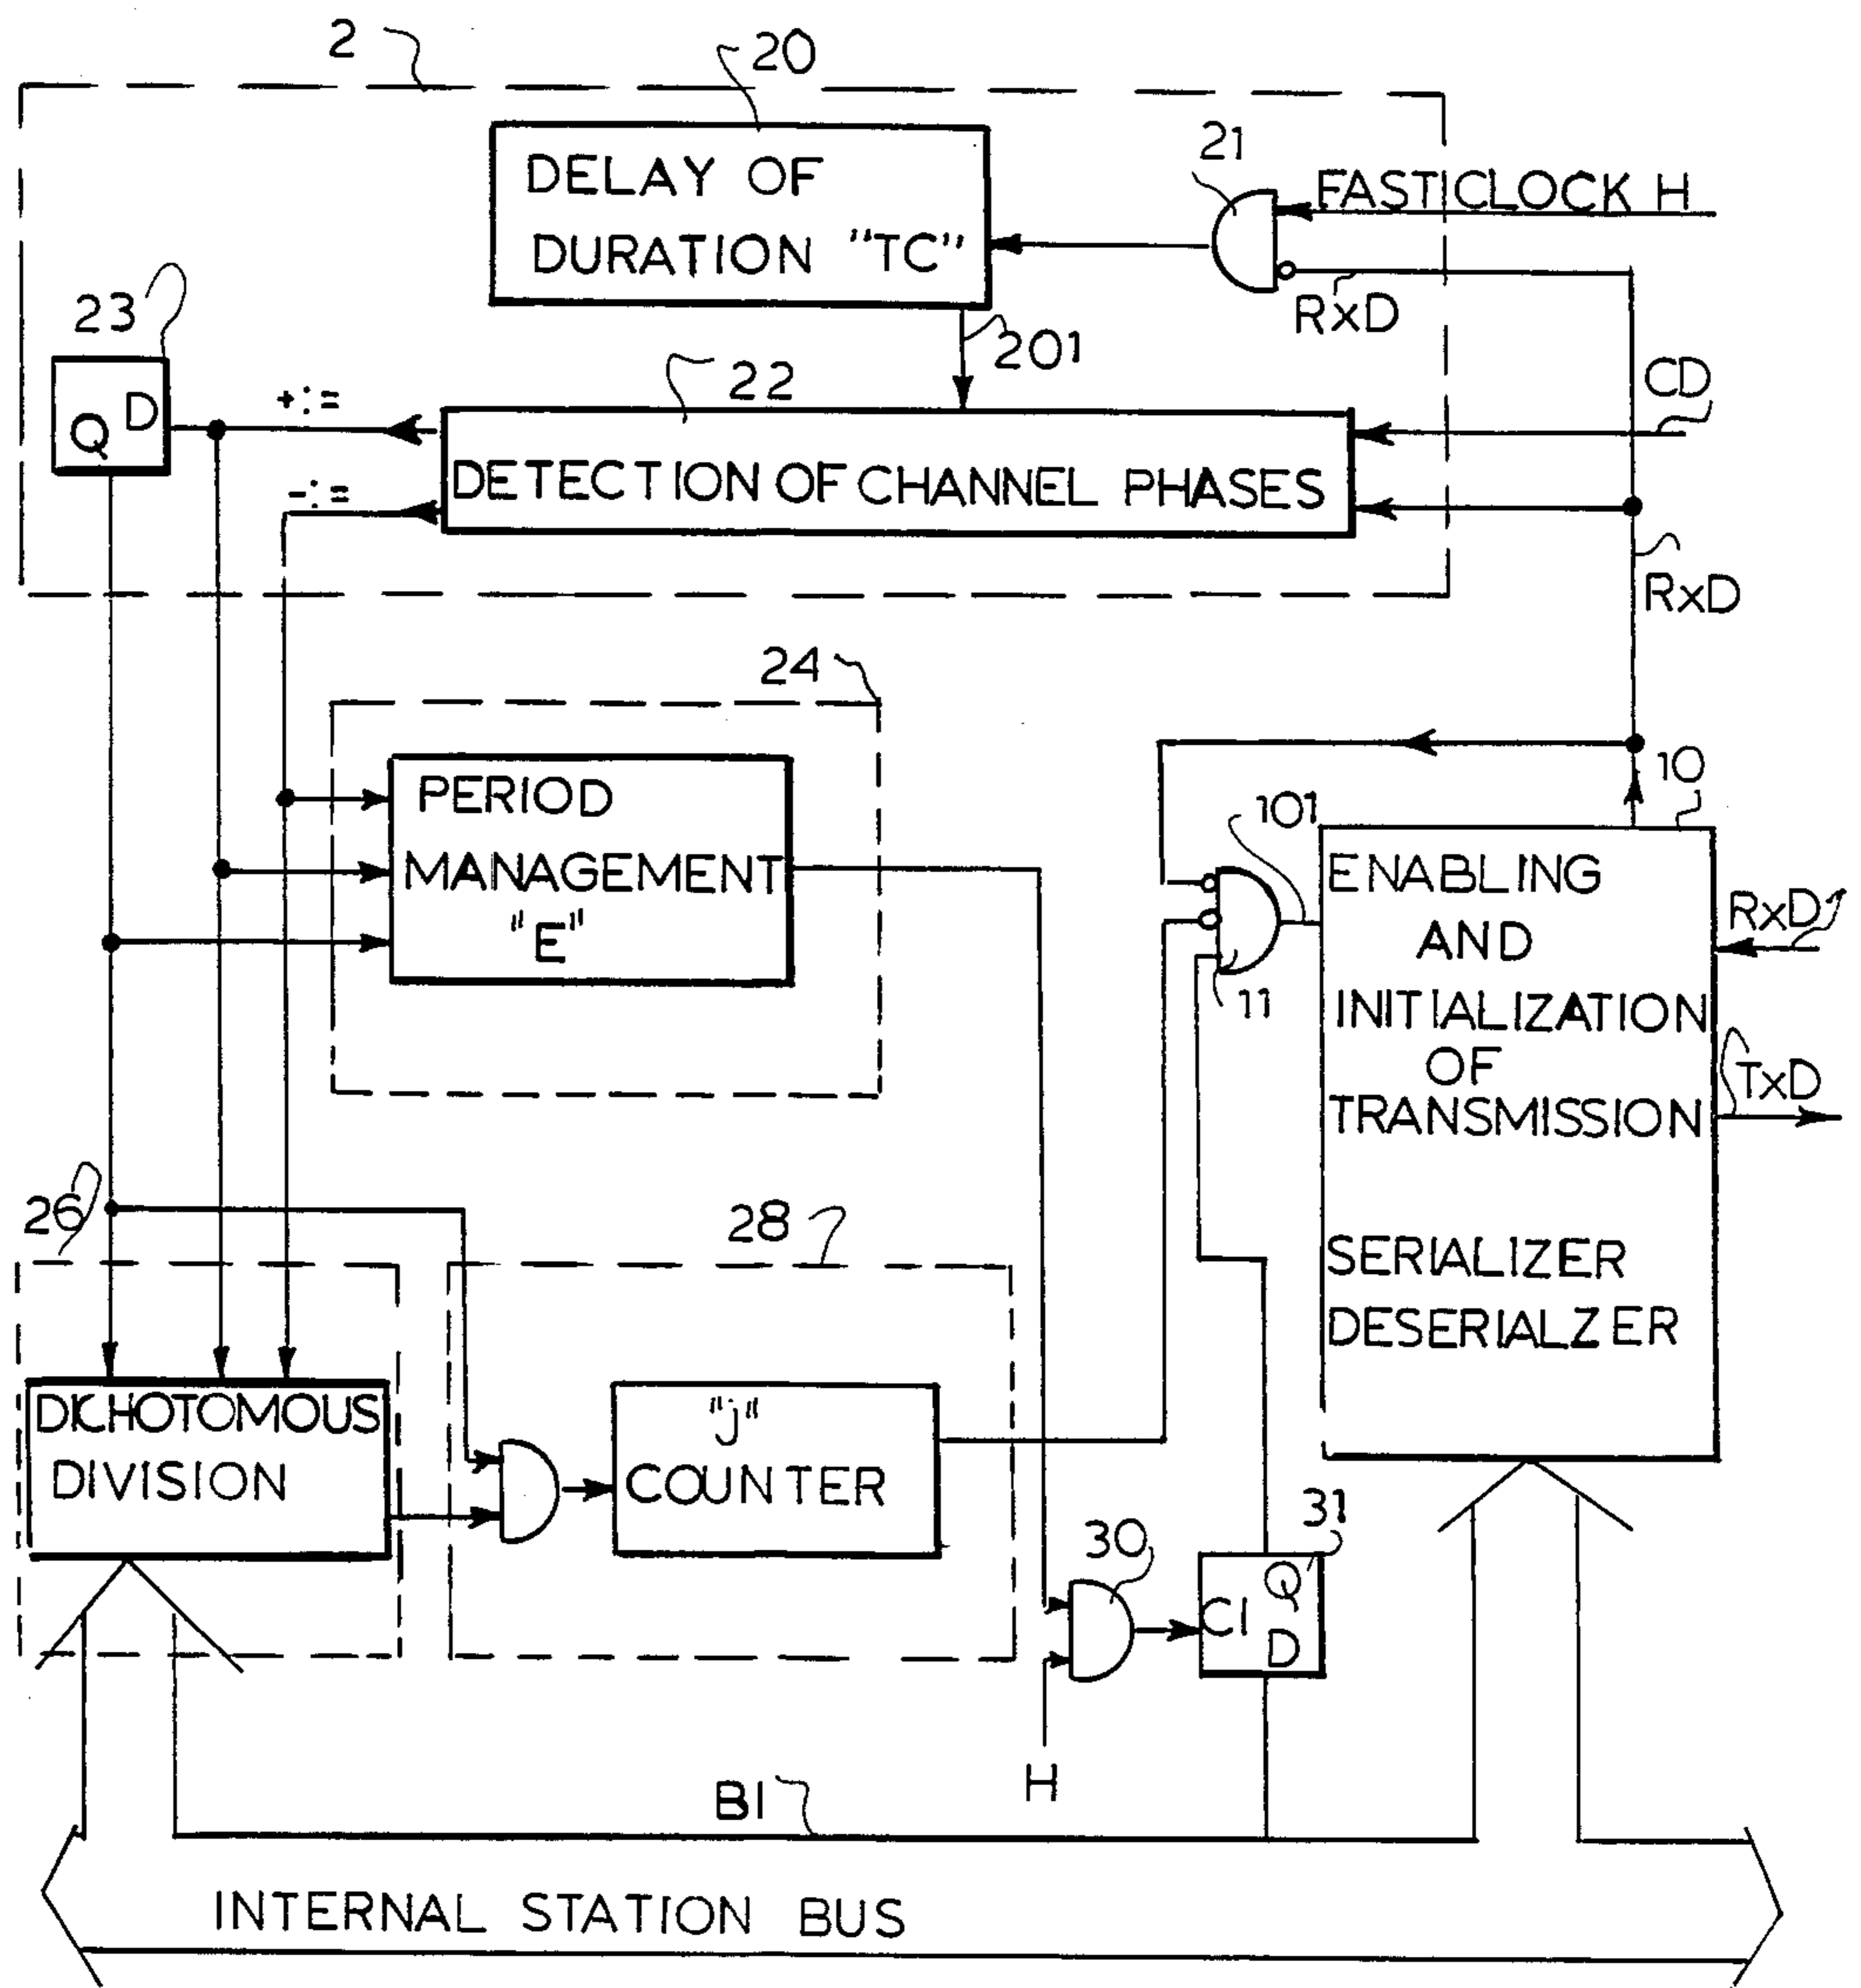 2
20
DELAY OF
DURATION "TC"
21
FAST CLOCK H
RxD
23
Q D
+:=
-:=
22
201
DETECTION OF CHANNEL PHASES
CD
RxD
24
PERIOD
MANAGEMENT
"E"
10
101
11
ENABLING
AND
INITIALIZATION
OF
TRANSMISSION
SERIALIZER
DESERIALZER
RxD
TxD
26
28
DICHOTOMOUS
DIVISION
"j"
COUNTER
30
31
CI Q
D
H
BI
INTERNAL STATION BUS